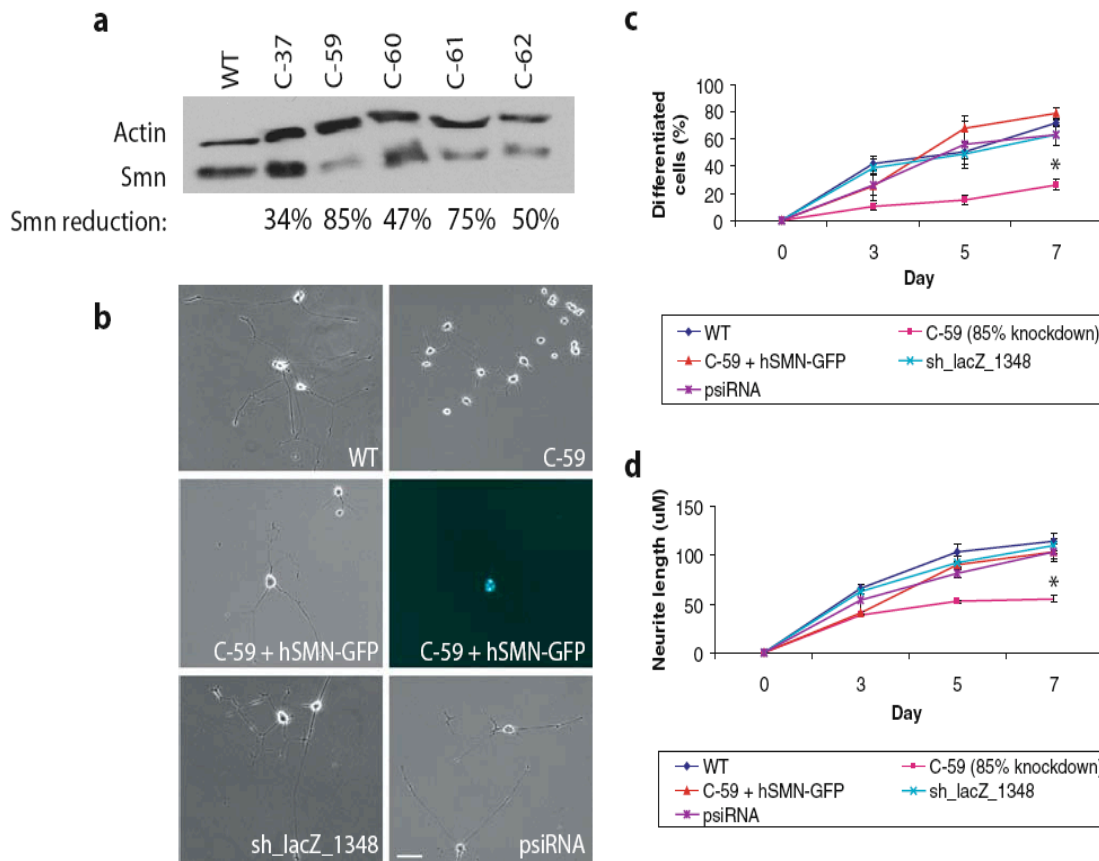 a
WT
C-37
C-59
C-60
C-61
C-62
Actin
Smn
Smn reduction: 34% 85% 47% 75% 50%
b
WT
C-59
C-59 + hSMN-GFP
C-59 + hSMN-GFP
sh_lacZ_1348
psiRNA
c
Differentiated
cells (%)
100
80
60
40
20
0
*
0 3 5 7
Day
WT
C-59 (85% knockdown)
C-59 + hSMN-GFP
sh_lacZ_1348
psiRNA
d
Neurite length (uM)
150
100
50
0
*
0 3 5 7
Day
WT
C-59 (85% knockdown)
C-59 + hSMN-GFP
sh_lacZ_1348
psiRNA